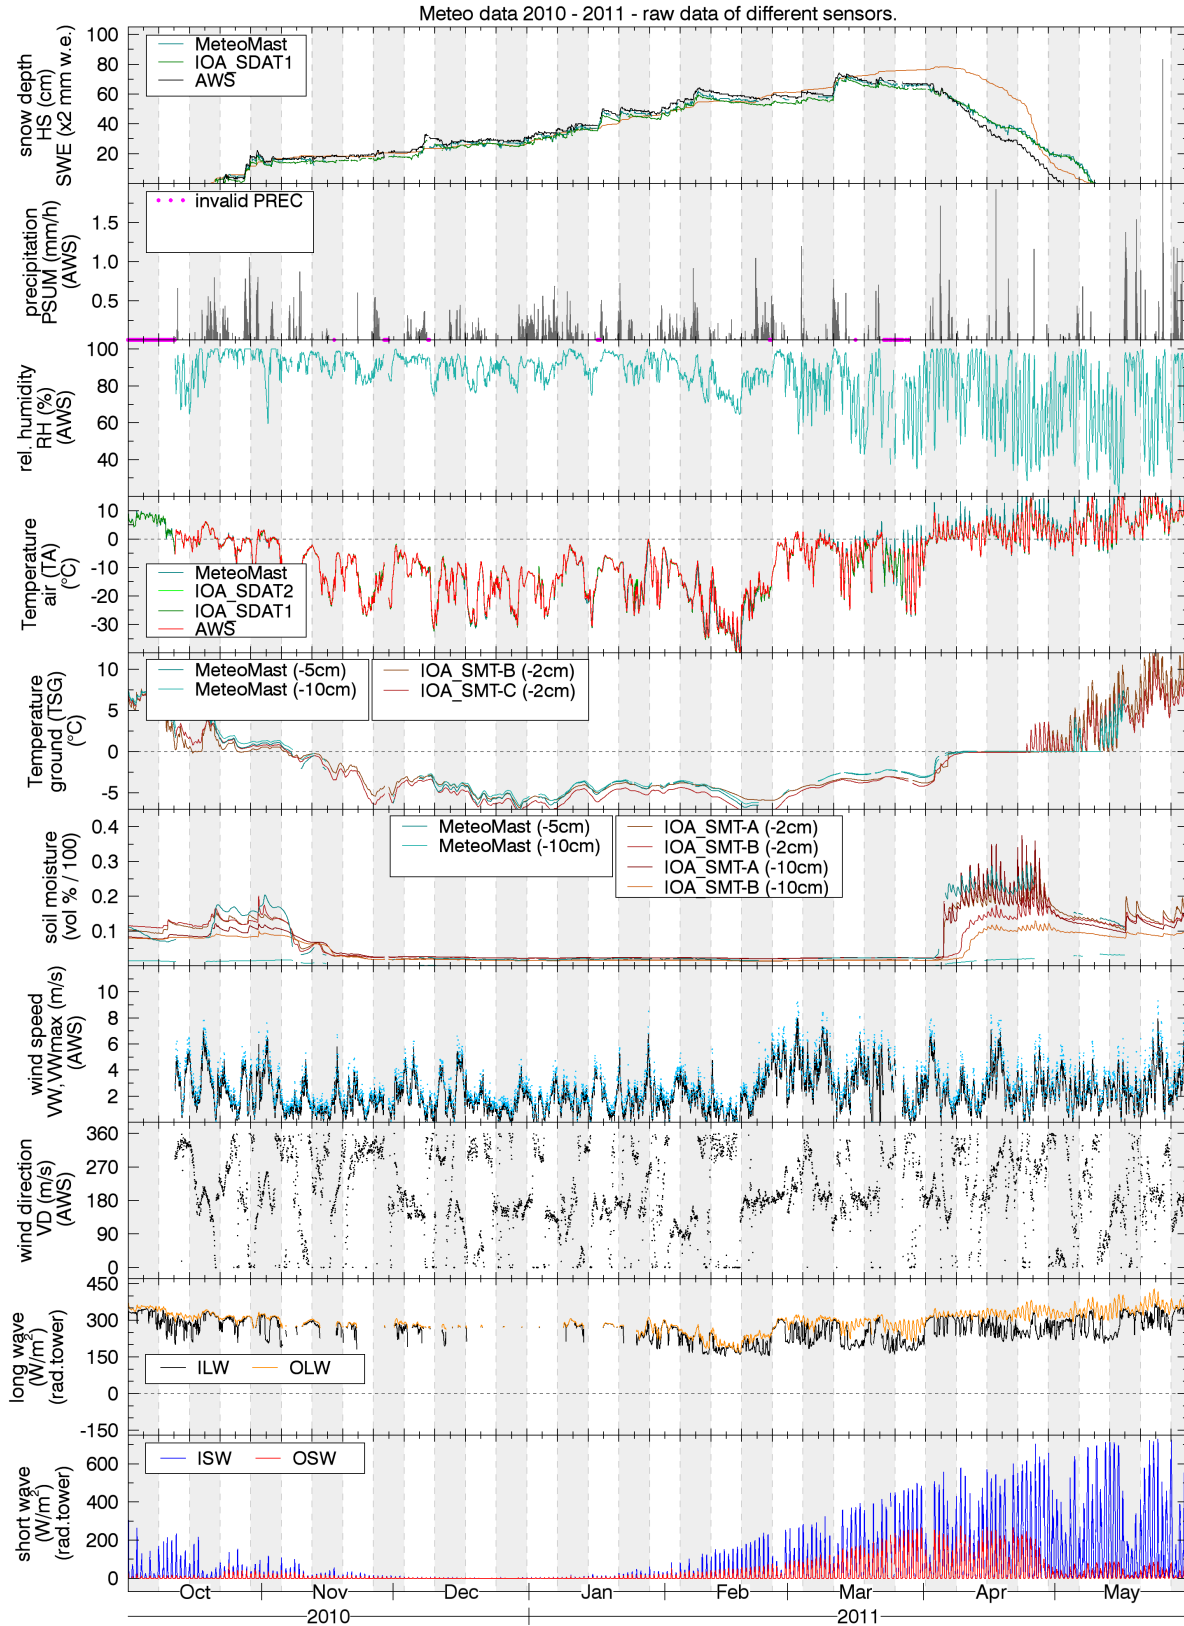 Meteo data 2010 - 2011 - raw data of different sensors.
snow depth
HS (cm)
SWE (x2 mm w.e.)
100
80
60
40
20
MeteoMast
IOA_SDAT1
AWS
precipitation
PSUM (mm/h)
(AWS)
1.5
1.0
0.5
invalid PREC
rel. humidity
RH (%)
(AWS)
100
80
60
40
Temperature
air (TA)
(°C)
10
0
-10
-20
-30
MeteoMast
IOA_SDAT2
IOA_SDAT1
AWS
Temperature
ground (TSG)
(°C)
10
5
0
-5
MeteoMast (-5cm)
MeteoMast (-10cm)
IOA_SMT-B (-2cm)
IOA_SMT-C (-2cm)
soil moisture
(vol % / 100)
0.4
0.3
0.2
0.1
MeteoMast (-5cm)
MeteoMast (-10cm)
IOA_SMT-A (-2cm)
IOA_SMT-B (-2cm)
IOA_SMT-A (-10cm)
IOA_SMT-B (-10cm)
wind speed
VW,VWmax (m/s)
(AWS)
10
8
6
4
2
wind direction
VD (m/s)
(AWS)
360
270
180
90
0
long wave
(W/m²)
(rad.tower)
450
300
150
0
-150
ILW OLW
short wave
(W/m²)
(rad.tower)
600
400
200
0
ISW OSW
Oct Nov Dec Jan Feb Mar Apr May
2010 2011